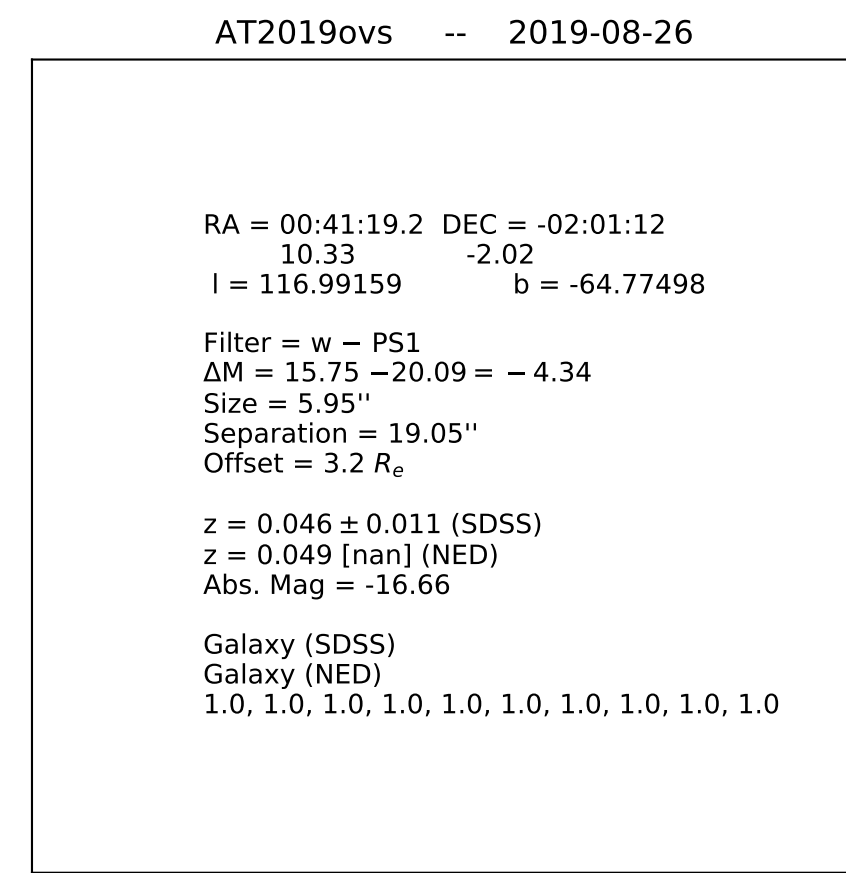 AT2019ovs -- 2019-08-26
RA = 00:41:19.2 DEC = -02:01:12
10.33 -2.02
l = 116.99159 b = -64.77498
Filter = w − PS1
ΔM = 15.75 −20.09 = − 4.34
Size = 5.95''
Separation = 19.05''
Offset = 3.2 Rₑ
z = 0.046 ± 0.011 (SDSS)
z = 0.049 [nan] (NED)
Abs. Mag = -16.66
Galaxy (SDSS)
Galaxy (NED)
1.0, 1.0, 1.0, 1.0, 1.0, 1.0, 1.0, 1.0, 1.0, 1.0